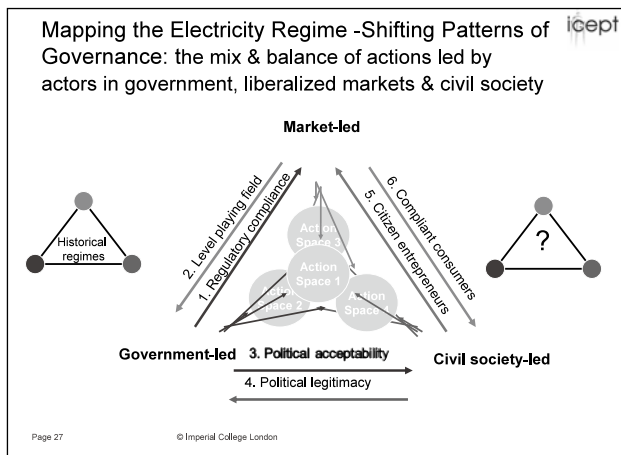 Mapping the Electricity Regime -Shifting Patterns of
Governance: the mix & balance of actions led by
actors in government, liberalized markets & civil society
icept
Market-led
2. Level playing field
1. Regulatory compliance
6. Compliant consumers
5. Citizen entrepreneurs
Historical
regimes
?
Action
Space 3
Action
Space 1
Action
Space 2
Action
Space 4
Government-led
3. Political acceptability
Civil society-led
4. Political legitimacy
Page 27
© Imperial College London